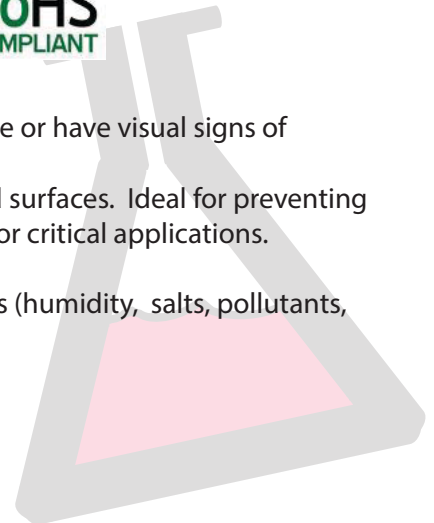 OHS
MPLIANT
e or have visual signs of
l surfaces.  Ideal for preventing
or critical applications.
s (humidity,  salts, pollutants,